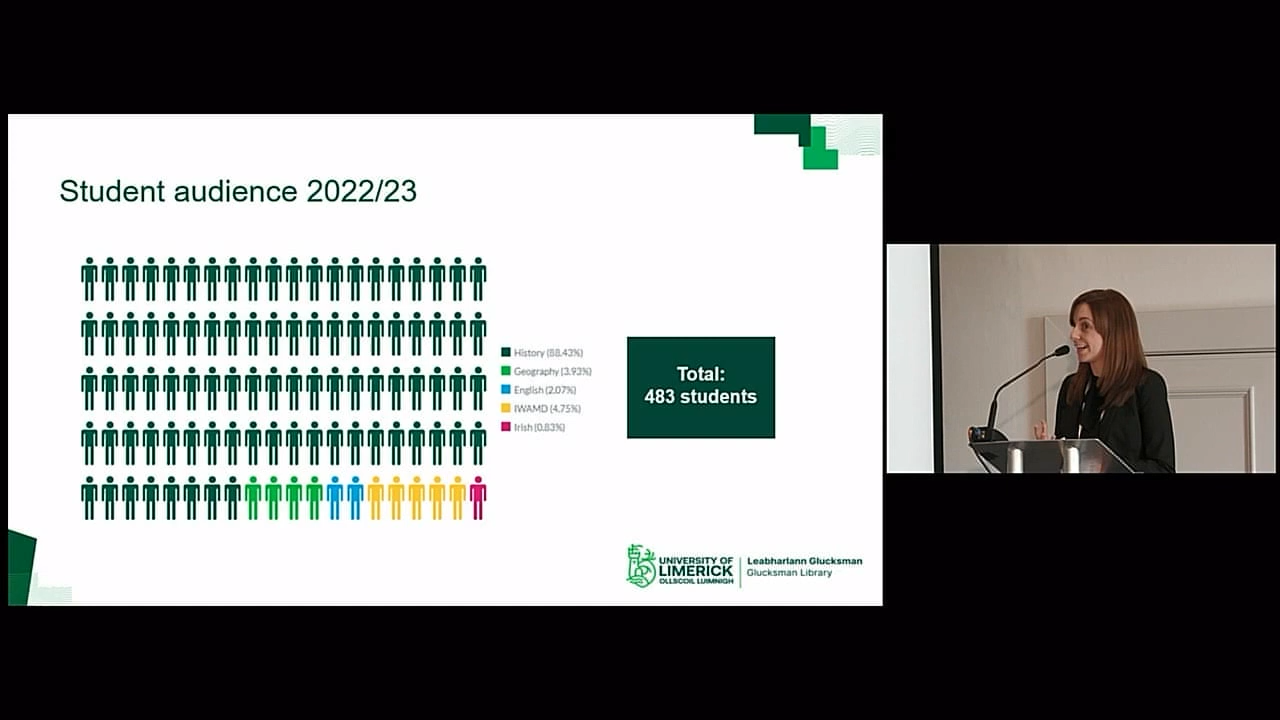 Student audience 2022/23
History (88.43%)
Geography (3.93%)
English (2.07%)
IWAMD (4.75%)
Irish (0.83%)
Total:
483 students
UNIVERSITY OF
LIMERICK
OLLSCOIL LUIMNIGH
Leabharlann Glucksman
Glucksman Library